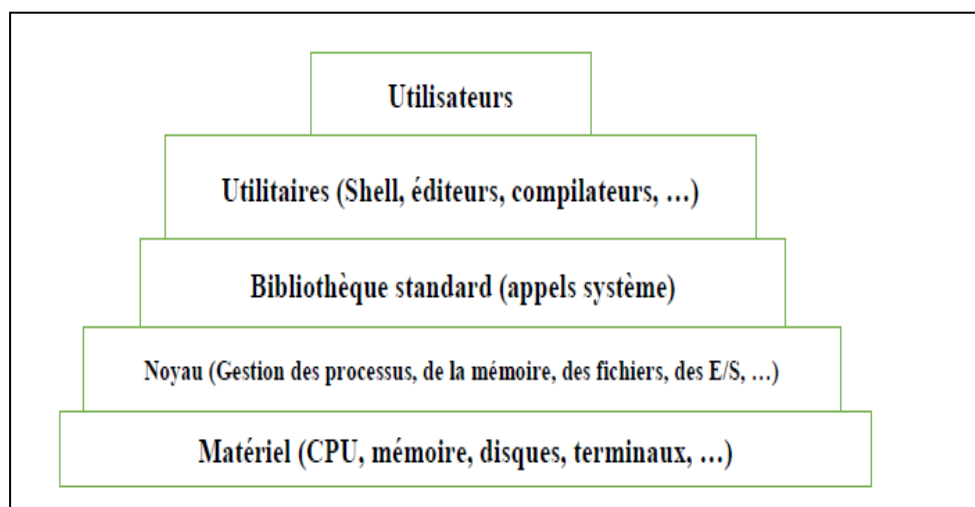 Utilisateurs
Utilitaires (Shell, éditeurs, compilateurs, …)
Bibliothèque standard (appels système)
Noyau (Gestion des processus, de la mémoire, des fichiers, des E/S, …)
Matériel (CPU, mémoire, disques, terminaux, …)